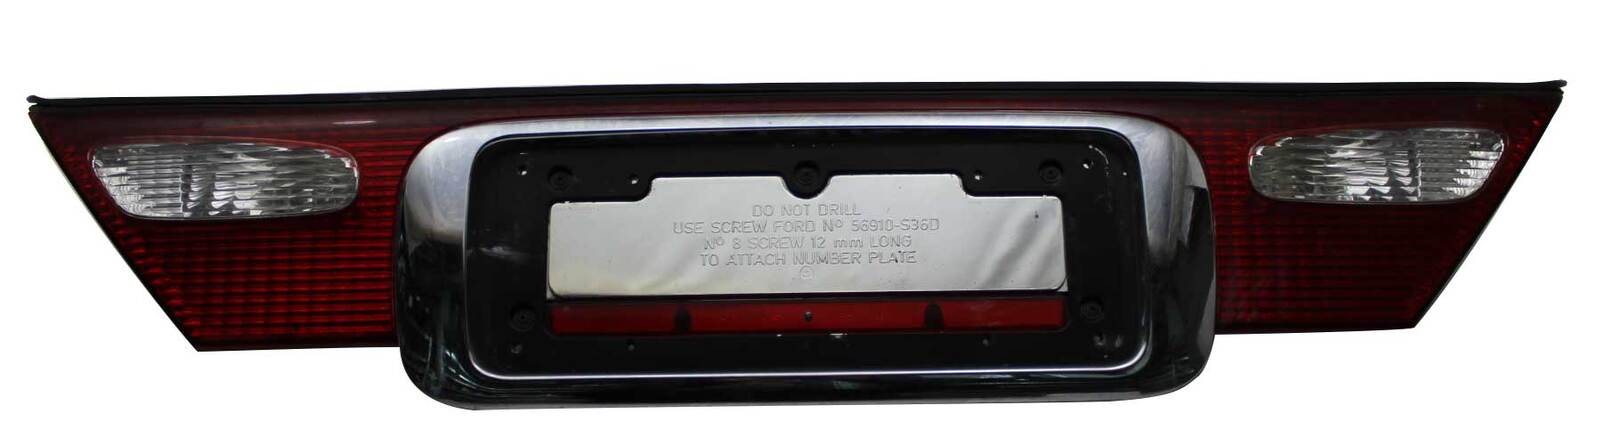 DO NOT DRILL
USE SCREW FORD Nº 56910-S36D
Nº 8 SCREW 12 mm LONG
TO ATTACH NUMBER PLATE